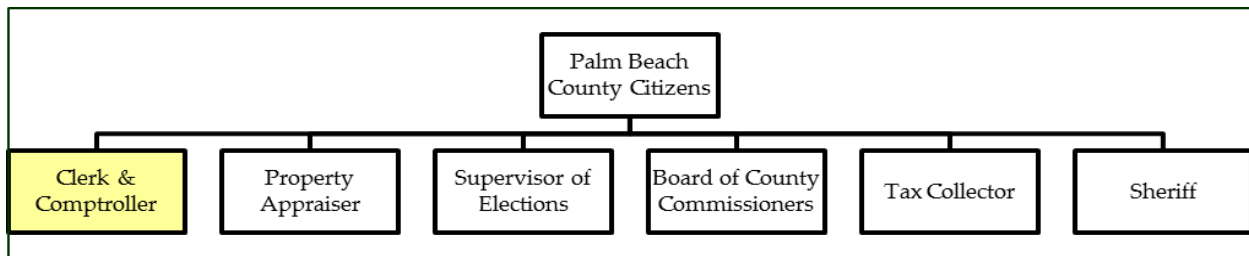 Palm Beach
County Citizens
Clerk &
Comptroller
Property
Appraiser
Supervisor of
Elections
Board of County
Commissioners
Tax Collector
Sheriff